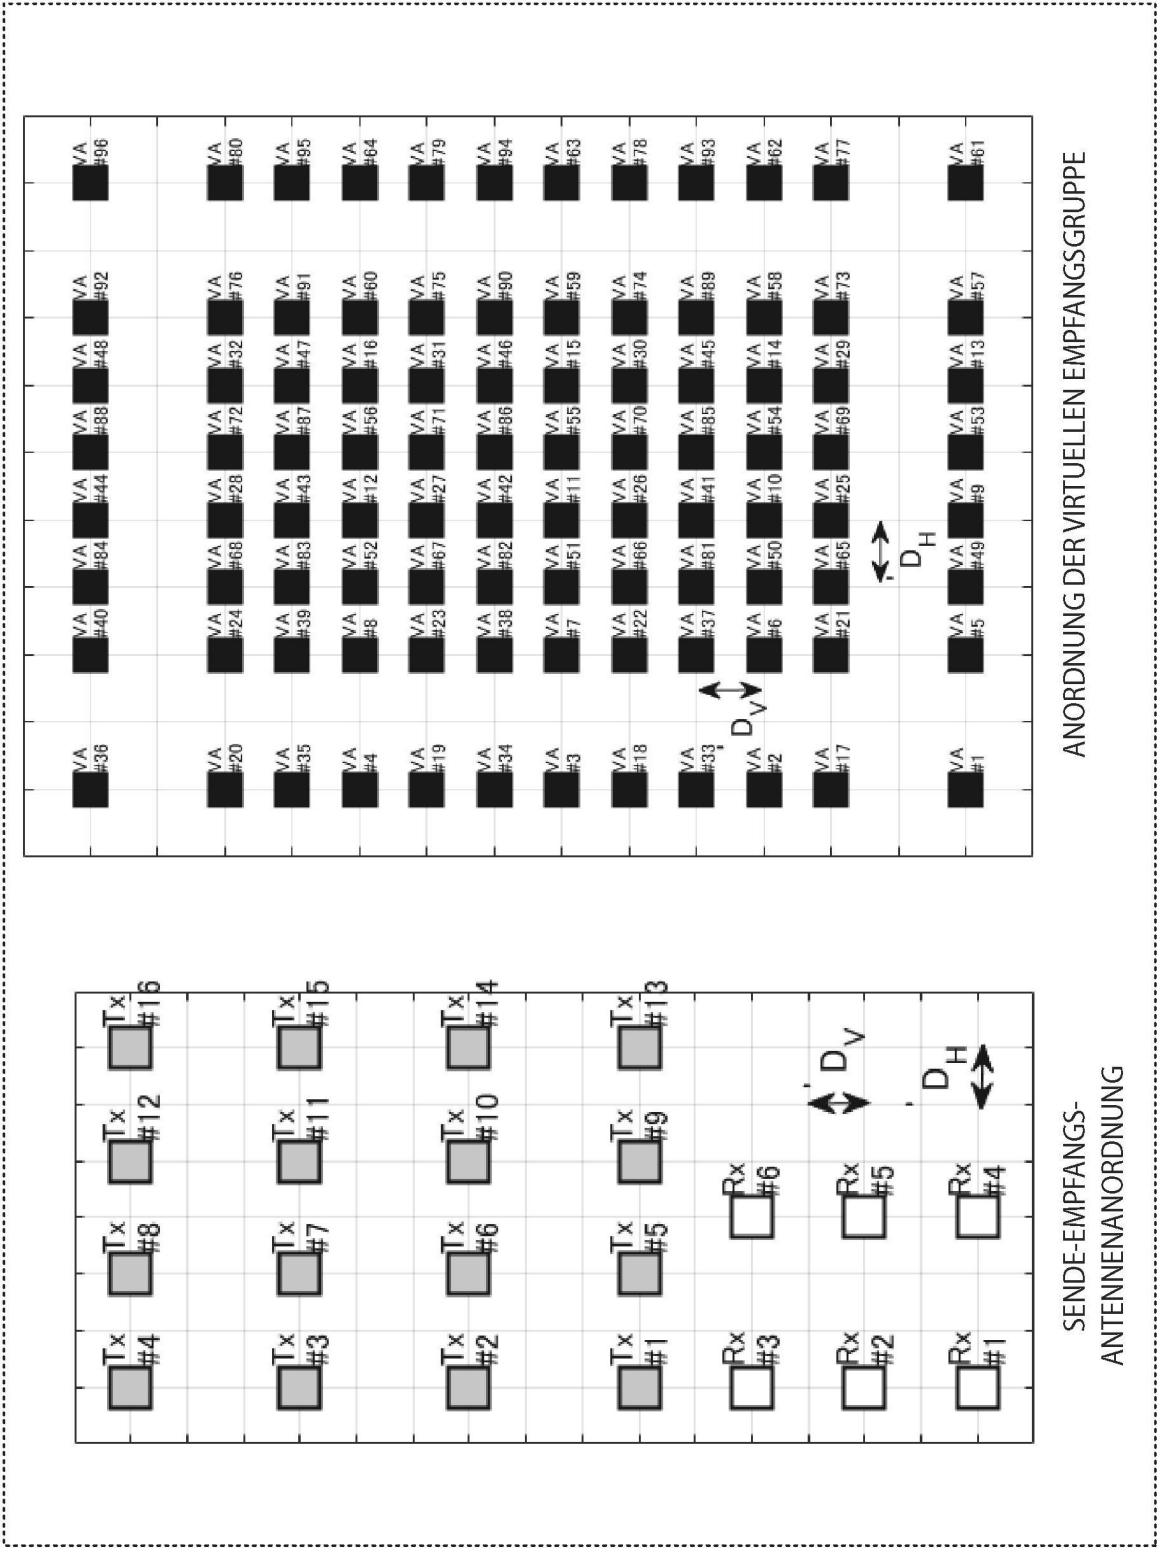 Tx #4 Tx #8 Tx #12 Tx #16
Tx #3 Tx #7 Tx #11 Tx #15
Tx #2 Tx #6 Tx #10 Tx #14
Tx #1 Tx #5 Tx #9 Tx #13
Rx #3 Rx #6
DV
Rx #2 Rx #5
DH
Rx #1 Rx #4
SENDE-EMPFANGS-
ANTENNENANORDNUNG
VA #36 VA #40 VA #84 VA #44 VA #88 VA #48 VA #92 VA #96
VA #20 VA #24 VA #68 VA #28 VA #72 VA #32 VA #76 VA #80
VA #35 VA #39 VA #83 VA #43 VA #87 VA #47 VA #91 VA #95
VA #4 VA #8 VA #52 VA #12 VA #56 VA #16 VA #60 VA #64
VA #19 VA #23 VA #67 VA #27 VA #71 VA #31 VA #75 VA #79
VA #34 VA #38 VA #82 VA #42 VA #86 VA #46 VA #90 VA #94
VA #3 VA #7 VA #51 VA #11 VA #55 VA #15 VA #59 VA #63
VA #18 VA #22 VA #66 VA #26 VA #70 VA #30 VA #74 VA #78
VA #33 VA #37 VA #81 VA #41 VA #85 VA #45 VA #89 VA #93
DV
VA #2 VA #6 VA #50 VA #10 VA #54 VA #14 VA #58 VA #62
VA #17 VA #21 VA #65 VA #25 VA #69 VA #29 VA #73 VA #77
DH
VA #1 VA #5 VA #49 VA #9 VA #53 VA #13 VA #57 VA #61
ANORDNUNG DER VIRTUELLEN EMPFANGSGRUPPE